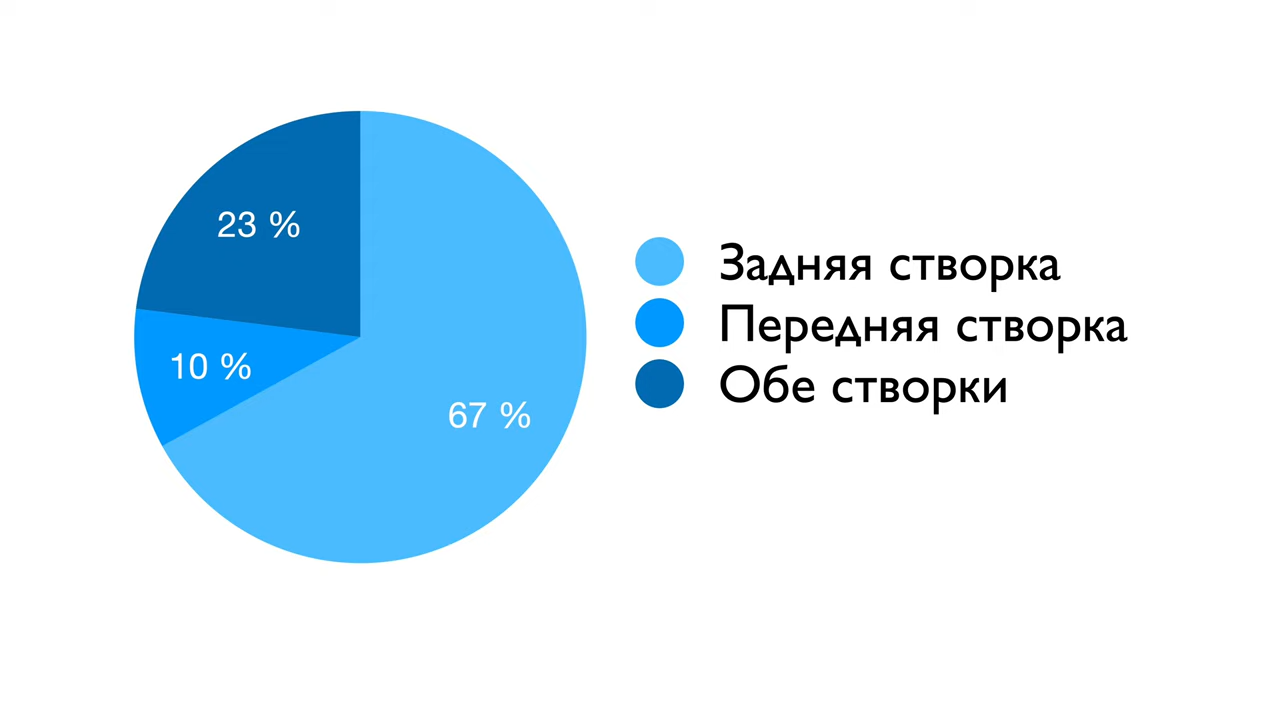 23 %
10 %
67 %
Задняя створка
Передняя створка
Обе створки